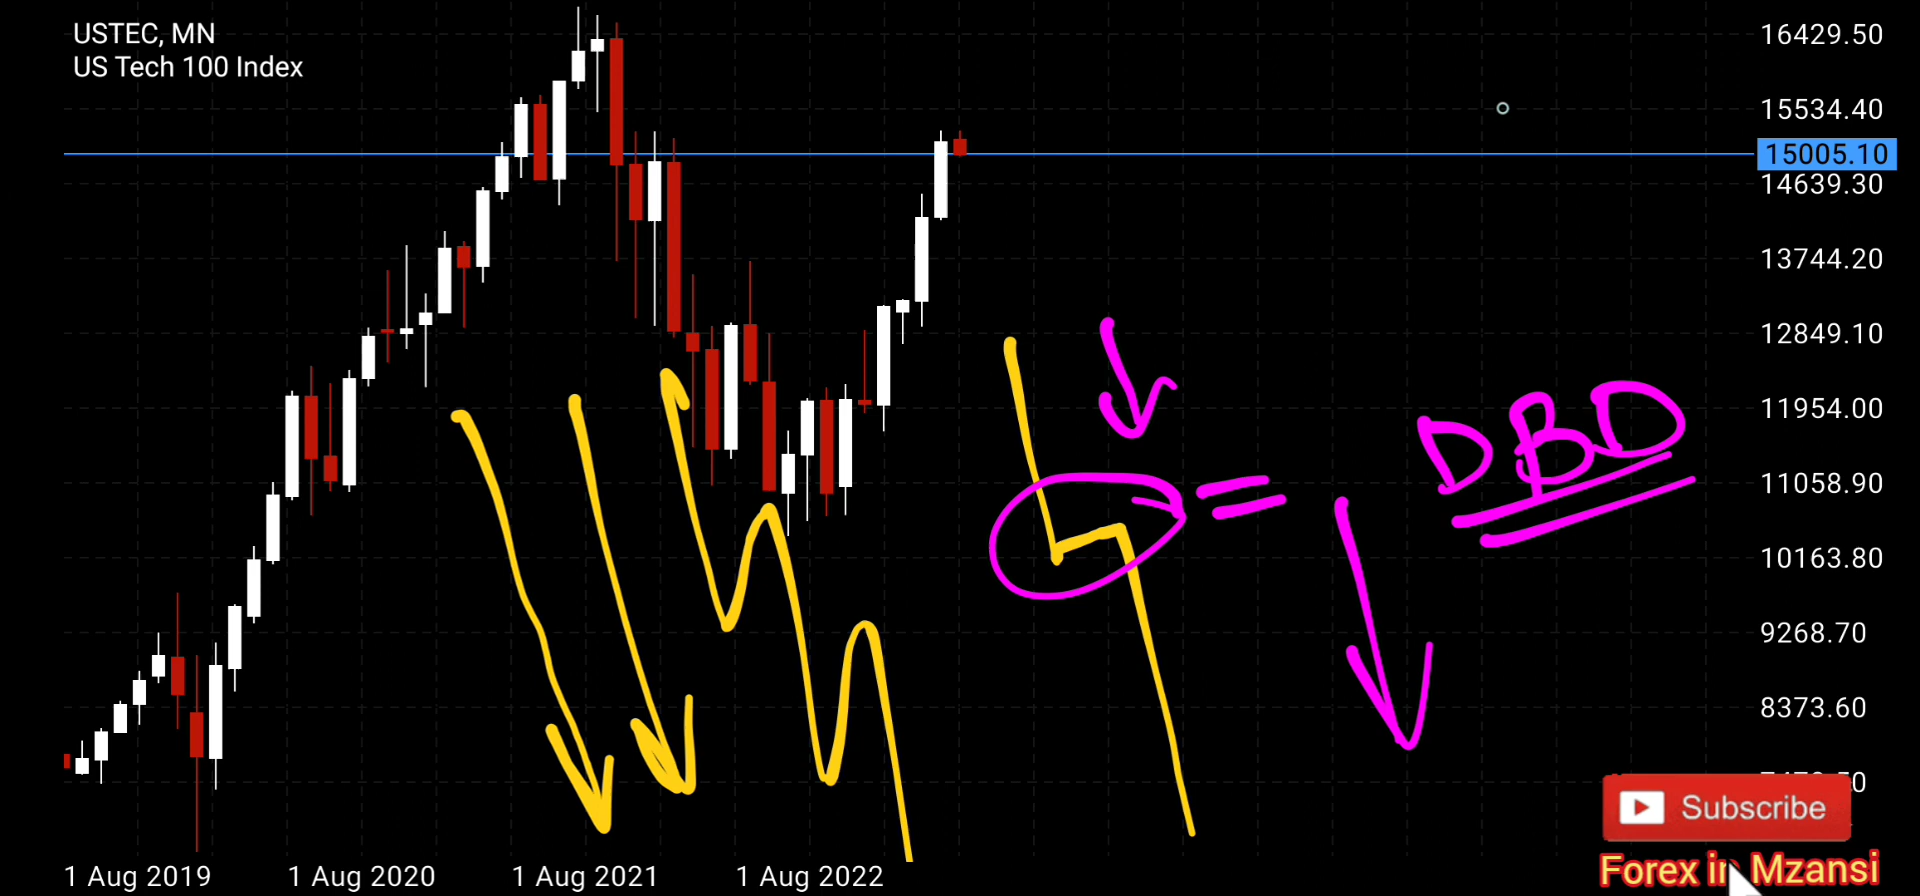 USTEC, MN
US Tech 100 Index
16429.50
15534.40
15005.10
14639.30
13744.20
12849.10
11954.00
11058.90
10163.80
9268.70
8373.60
DBD
=
Subscribe
Forex in Mzansi
1 Aug 2019
1 Aug 2020
1 Aug 2021
1 Aug 2022